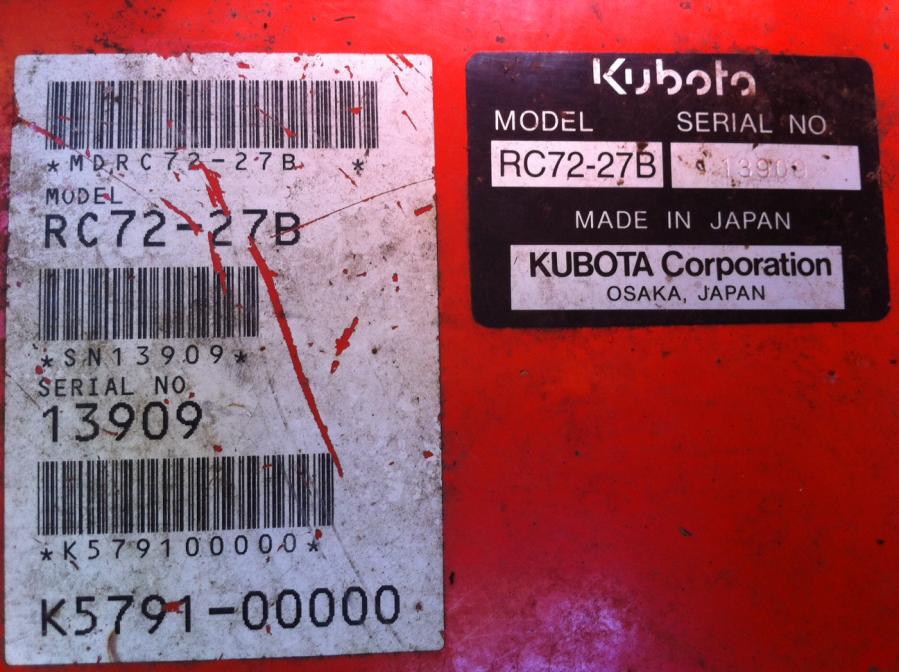 *MDRC72-27B *
MODEL
RC72-27B
*SN13909*
SERIAL NO.
13909
*K579100000*
K5791-00000
Kubota
MODEL SERIAL NO.
RC72-27B 13909
MADE IN JAPAN
KUBOTA Corporation
OSAKA, JAPAN